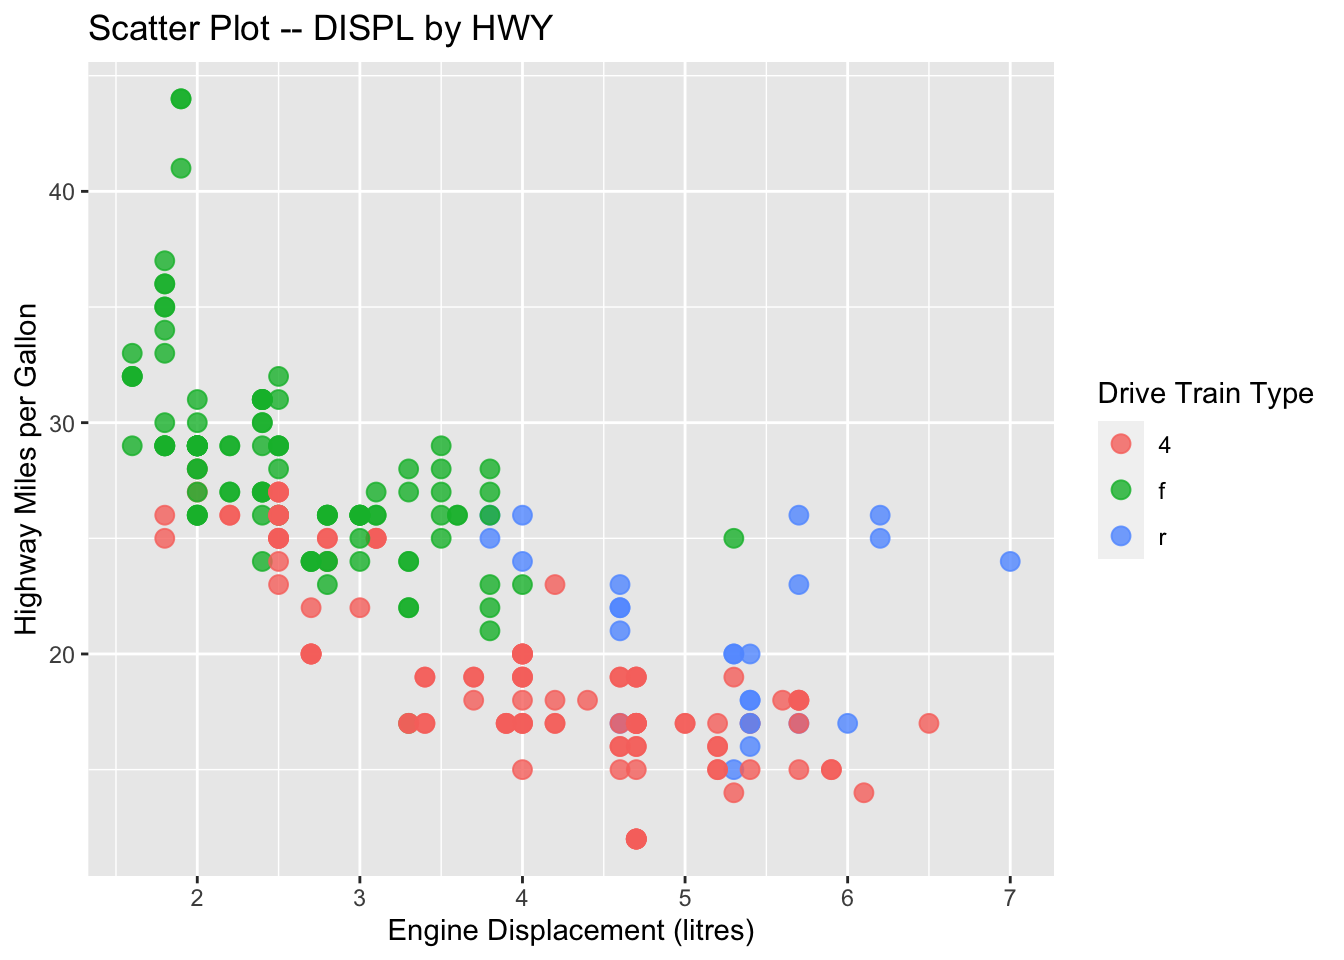 Scatter Plot -- DISPL by HWY
Highway Miles per Gallon
40
30
20
2 3 4 5 6 7
Engine Displacement (litres)
Drive Train Type
4
f
r